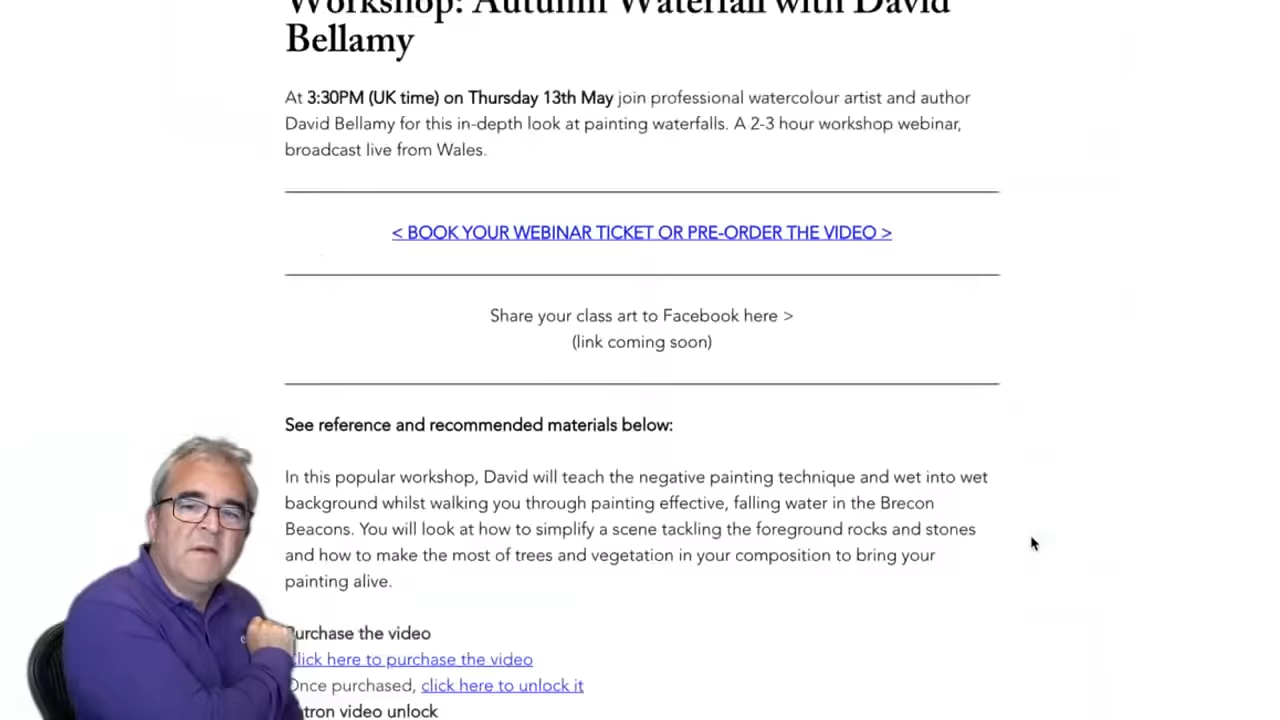 Workshop: Autumn Waterfall with David
Bellamy
At 3:30PM (UK time) on Thursday 13th May join professional watercolour artist and author
David Bellamy for this in-depth look at painting waterfalls. A 2-3 hour workshop webinar,
broadcast live from Wales.
< BOOK YOUR WEBINAR TICKET OR PRE-ORDER THE VIDEO >
Share your class art to Facebook here >
(link coming soon)
See reference and recommended materials below:
In this popular workshop, David will teach the negative painting technique and wet into wet
background whilst walking you through painting effective, falling water in the Brecon
Beacons. You will look at how to simplify a scene tackling the foreground rocks and stones
and how to make the most of trees and vegetation in your composition to bring your
painting alive.
Purchase the video
Click here to purchase the video
Once purchased, click here to unlock it
tron video unlock